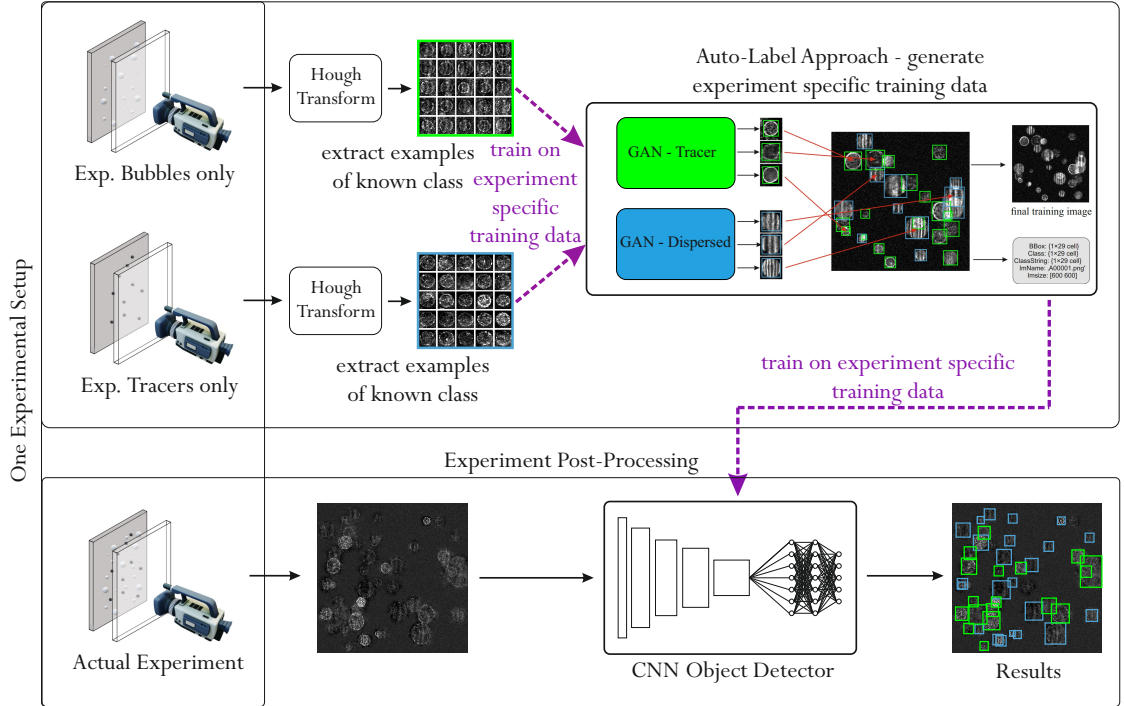 Auto-Label Approach - generate
experiment specific training data
Hough
Transform
Exp. Bubbles only
extract examples
of known class
train on
experiment
specific
training data
GAN - Tracer
GAN - Dispersed
final training image
BBox: {1×29 cell}
Class: {1×29 cell}
ClassString: {1×29 cell}
ImName: ‚A00001.png'
Imsize: [600 600]
Hough
Transform
Exp. Tracers only
extract examples
of known class
train on experiment specific
training data
One Experimental Setup
Experiment Post-Processing
Actual Experiment
CNN Object Detector
Results